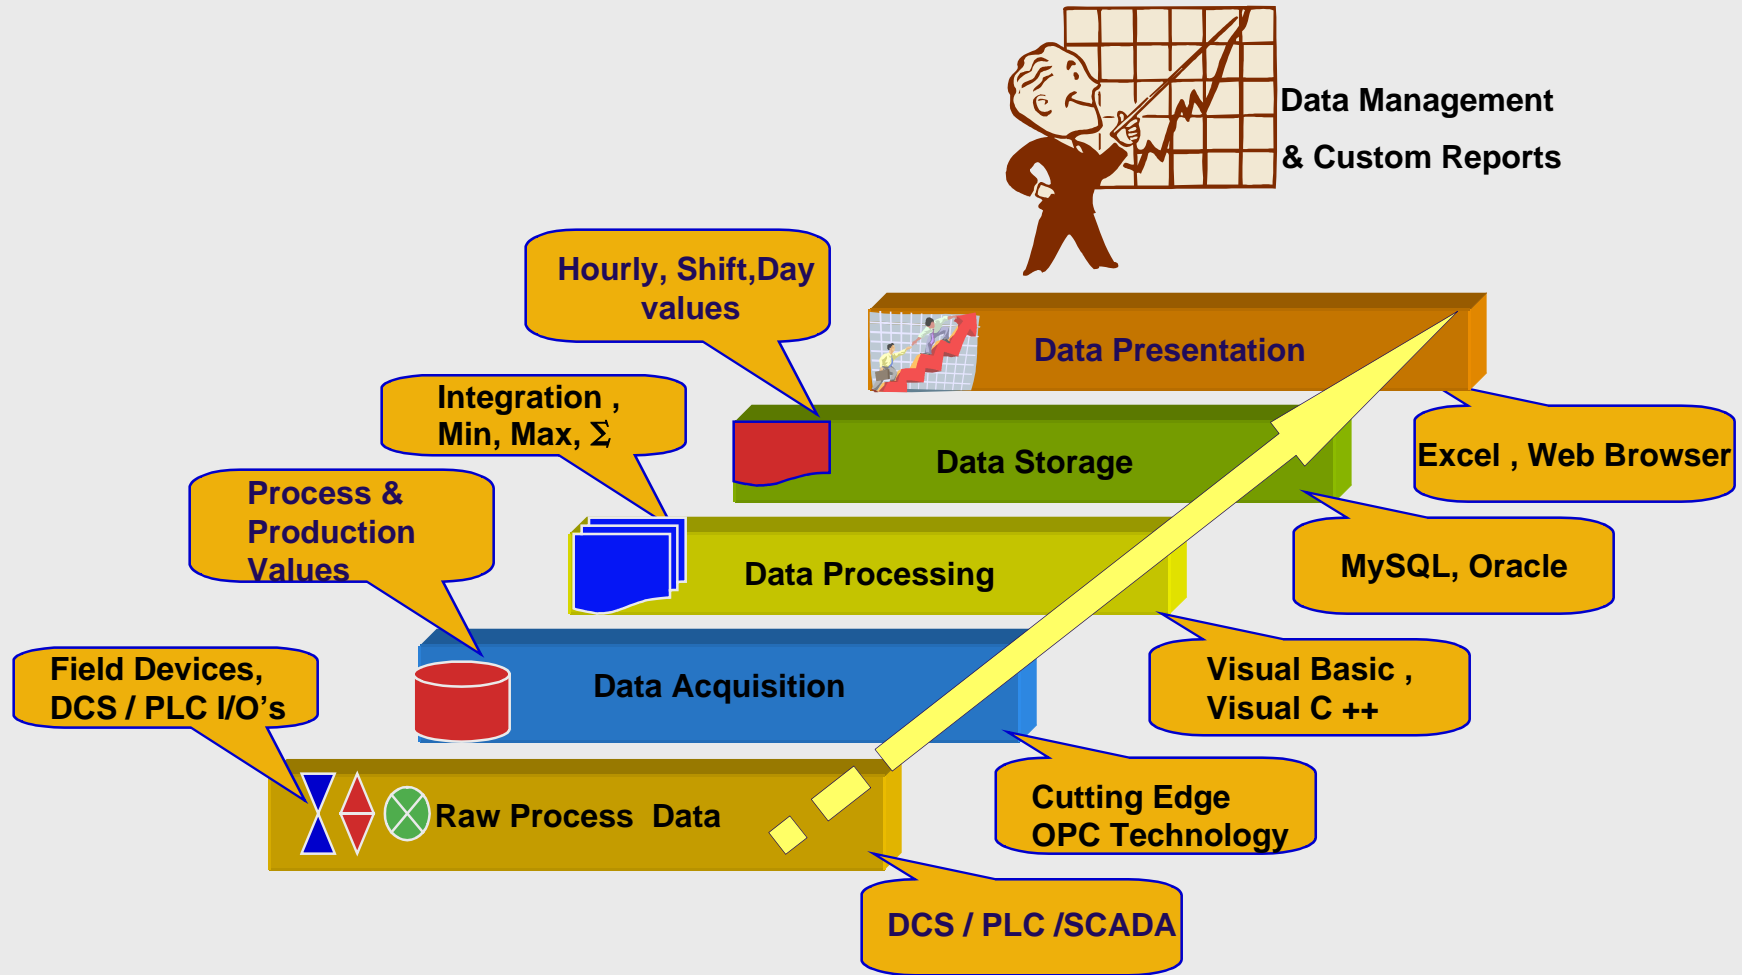 Data Management
& Custom Reports
Hourly, Shift,Day
values
Data Presentation
Integration ,
Min, Max, Σ
Excel , Web Browser
Data Storage
Process &
Production
Values
MySQL, Oracle
Data Processing
Field Devices,
DCS / PLC I/O’s
Data Acquisition
Visual Basic ,
Visual C ++
Cutting Edge
OPC Technology
Raw Process  Data
DCS / PLC /SCADA